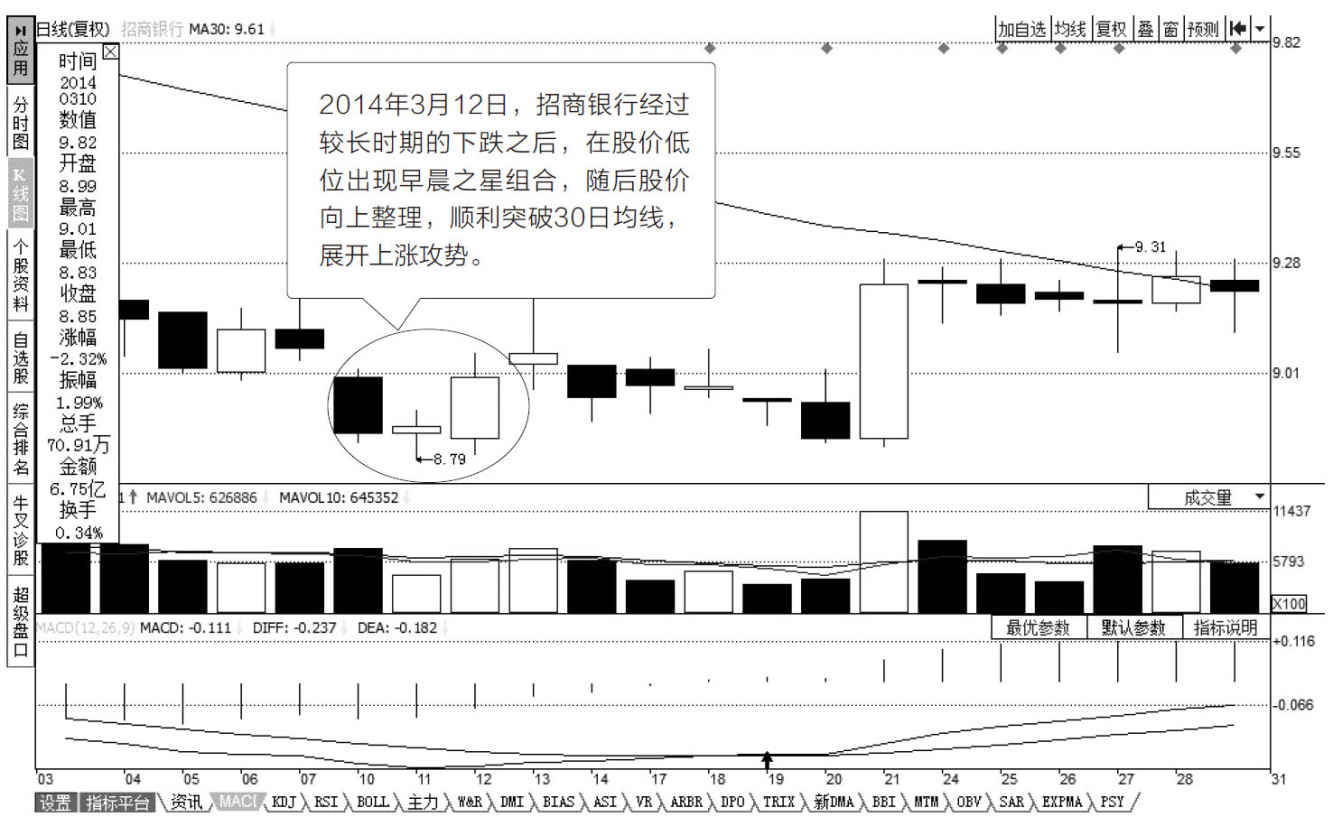 日线(复权) 招商银行 MA30: 9.61
加自选 均线 复权 叠 窗 预测
应用
分时图
K线图
个股资料
自选股
综合排名
牛叉诊股
超级盘口
时间
2014
0310
数值
9.82
开盘
8.99
最高
9.01
最低
8.83
收盘
8.85
涨幅
-2.32%
振幅
1.99%
总手
70.91万
金额
6.75亿
换手
0.34%
2014年3月12日，招商银行经过
较长时期的下跌之后，在股价低
位出现早晨之星组合，随后股价
向上整理，顺利突破30日均线，
展开上涨攻势。
9.82
9.55
9.28
9.01
9.31
8.79
1 MAVOL5: 626886 MAVOL10: 645352
成交量
11437
5793
X100
MACD(12,26,9) MACD: -0.111 DIFF: -0.237 DEA: -0.182
最优参数 默认参数 指标说明
+0.116
-0.066
03 04 05 06 07 10 11 12 13 14 17 18 19 20 21 24 25 26 27 28 31
设置 指标平台 资讯 MACD KDJ RSI BOLL 主力 W&R DMI BIAS ASI VR ARBR DPO TRIX 新DMA BBI MTM OBV SAR EXPMA PSY